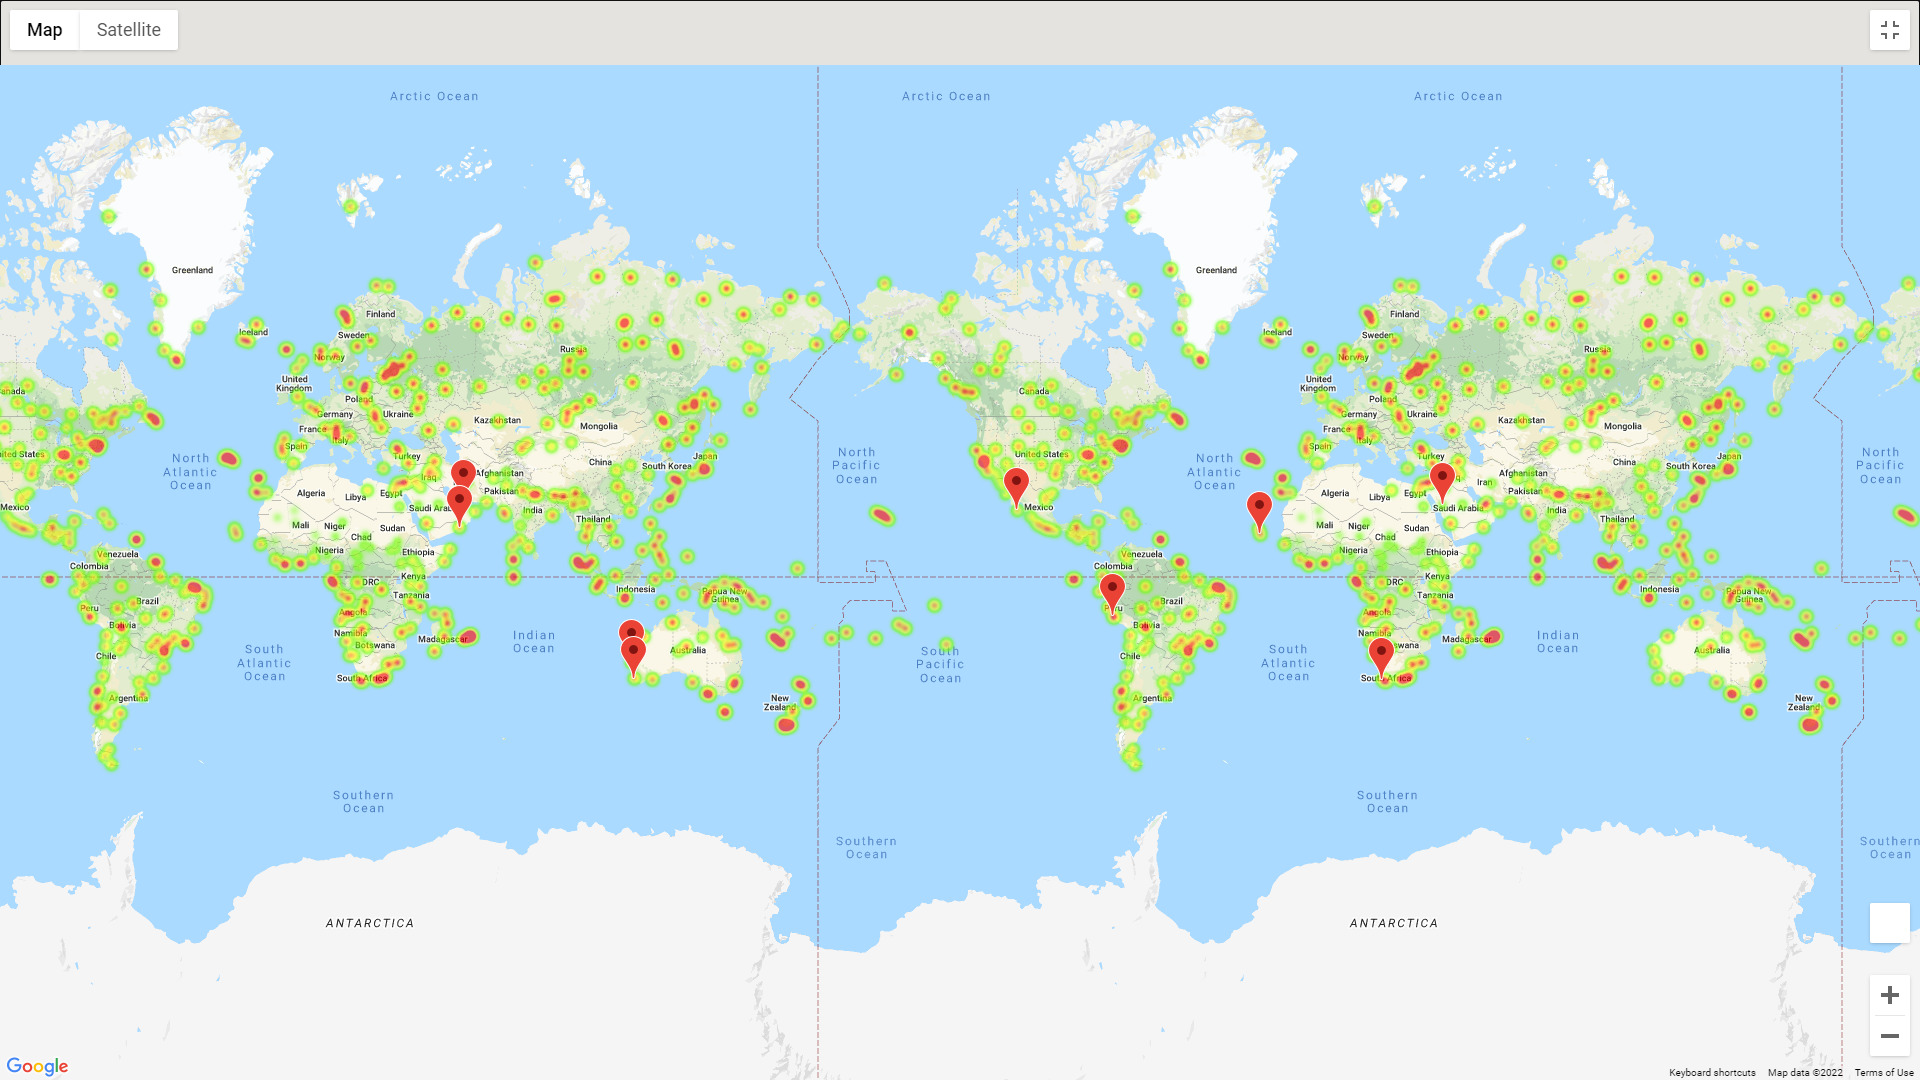 Map
Satellite
Arctic Ocean
Arctic Ocean
Arctic Ocean
Greenland
Greenland
Finland
Finland
Iceland
Sweden
Iceland
Sweden
Norway
Russia
Norway
Russia
United
Kingdom
Canada
United
Kingdom
Poland
Poland
Germany
Ukraine
Kazakhstan
Germany
Ukraine
Kazakhstan
France
Mongolia
France
Mongolia
Italy
Italy
Spain
Spain
United States
Turkey
Japan
United States
Turkey
Japan
North
Atlantic
Ocean
China
South Korea
North
Pacific
Ocean
North
Atlantic
Ocean
China
South Korea
North
Pacific
Ocean
Afghanistan
Afghanistan
Iraq
Iran
Algeria
Libya
Egypt
Pakistan
Algeria
Libya
Egypt
Pakistan
Mexico
Saudi Arabia
India
Mexico
Saudi Arabia
India
Mali
Niger
Sudan
Thailand
Mali
Niger
Sudan
Thailand
Chad
Chad
Venezuela
Nigeria
Ethiopia
Venezuela
Nigeria
Ethiopia
Colombia
Colombia
DRC
Kenya
DRC
Kenya
Tanzania
Indonesia
Papua New
Guinea
Tanzania
Indonesia
Papua New
Guinea
Peru
Brazil
Peru
Brazil
Angola
Angola
Bolivia
Bolivia
Namibia
Madagascar
Namibia
Madagascar
Botswana
Indian
Ocean
Australia
Indian
Ocean
Australia
Chile
South
Atlantic
Ocean
South
Pacific
Ocean
Chile
South
Atlantic
Ocean
South Africa
South Africa
Argentina
New
Zealand
Argentina
New
Zealand
Southern
Ocean
Southern
Ocean
Southern
Ocean
Southern
Ocean
ANTARCTICA
ANTARCTICA
Google
Keyboard shortcuts
Map data ©2022
Terms of Use